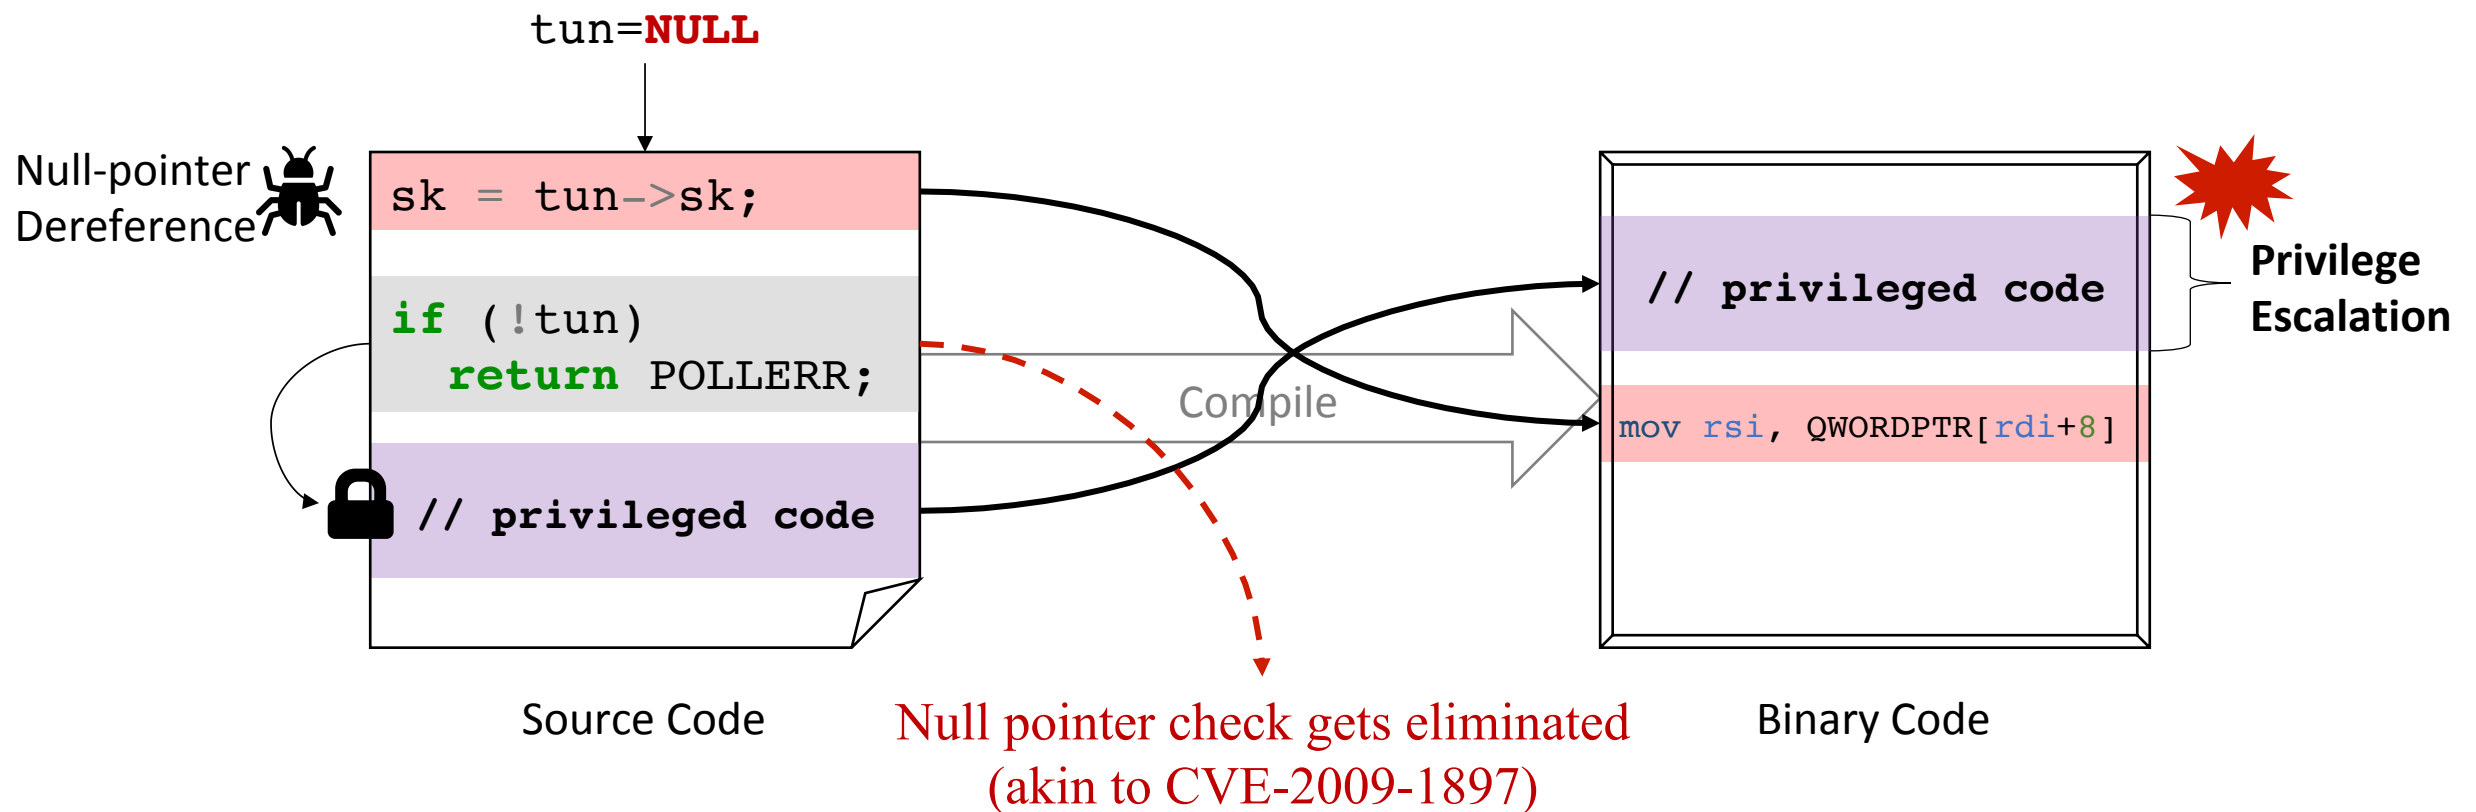 tun=NULL
Null-pointer
Dereference
sk = tun->sk;
if (!tun)
return POLLERR;
// privileged code
Source Code
Compile
Null pointer check gets eliminated
(akin to CVE-2009-1897)
// privileged code
mov rsi, QWORDPTR[rdi+8]
Binary Code
Privilege
Escalation